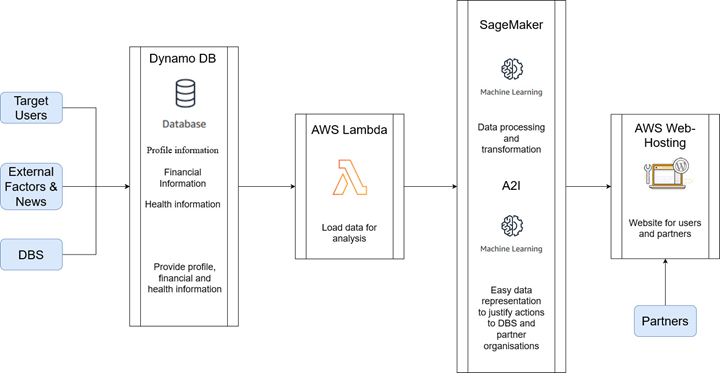 Target
Users
External
Factors &
News
DBS
Dynamo DB
Database
Profile information
Financial
Information
Health information
Provide profile,
financial and
health information
AWS Lambda
Load data for
analysis
SageMaker
Machine Learning
Data processing
and
transformation
A2I
Machine Learning
Easy data
representation
to justify actions
to DBS and
partner
organisations
AWS Web-
Hosting
W
Website for users
and partners
Partners